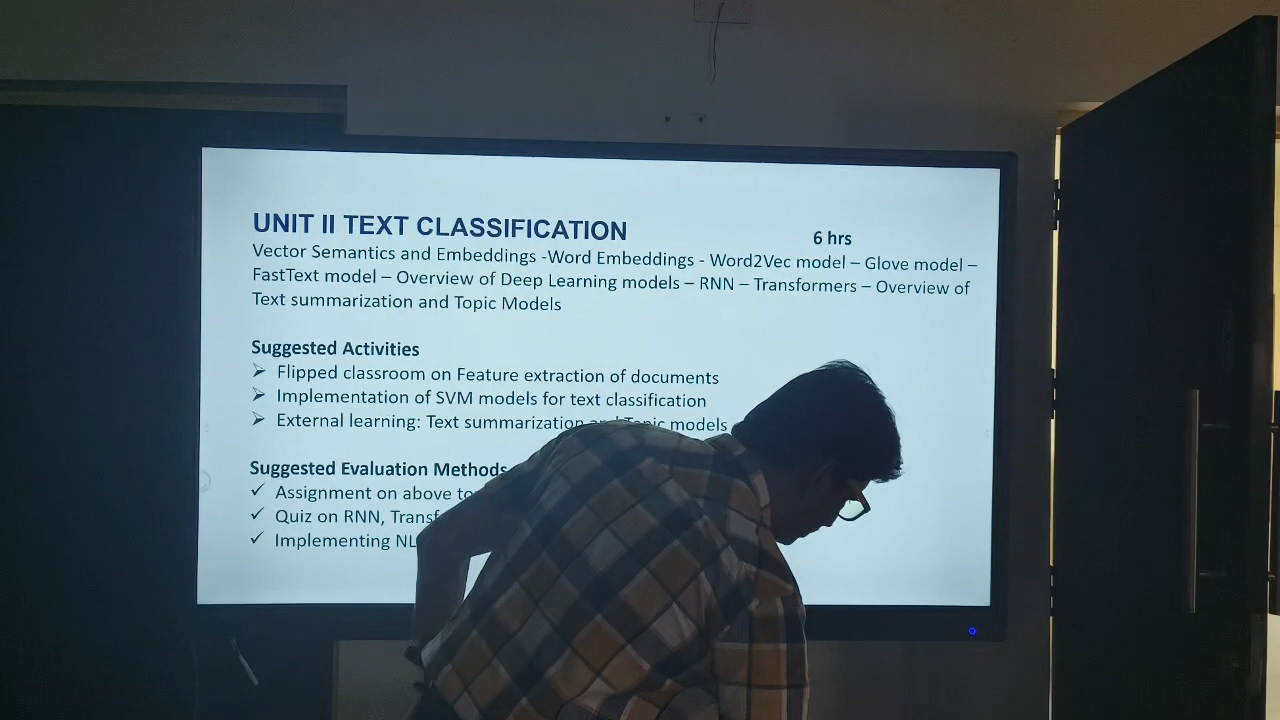 UNIT II TEXT CLASSIFICATION 6 hrs
Vector Semantics and Embeddings -Word Embeddings - Word2Vec model – Glove model –
FastText model – Overview of Deep Learning models – RNN – Transformers – Overview of
Text summarization and Topic Models
Suggested Activities
➢ Flipped classroom on Feature extraction of documents
➢ Implementation of SVM models for text classification
➢ External learning: Text summarization and Topic models
Suggested Evaluation Methods
✓ Assignment on above
✓ Quiz on RNN,
✓ Implementing